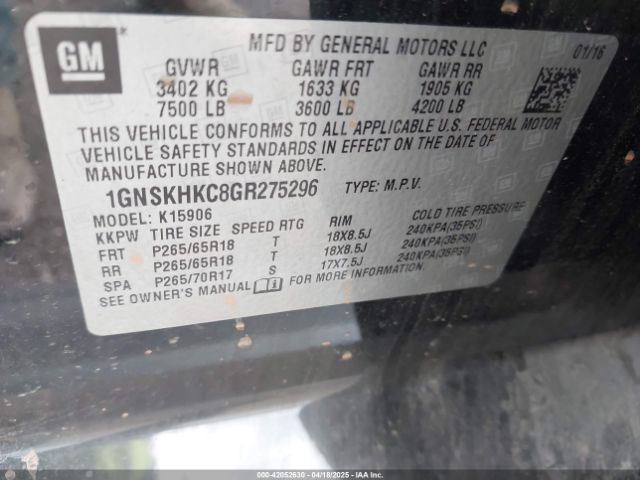 GM
MFD BY GENERAL MOTORS LLC 01/16
GVWR GAWR FRT GAWR RR
3402 KG 1633 KG 1905 KG
7500 LB 3600 LB 4200 LB
THIS VEHICLE CONFORMS TO ALL APPLICABLE U.S. FEDERAL MOTOR
VEHICLE SAFETY STANDARDS IN EFFECT ON THE DATE OF
MANUFACTURE SHOWN ABOVE.
1GNSKHKC8GR275296 TYPE: M.P.V.
MODEL: K15906
KKPW TIRE SIZE SPEED RTG RIM COLD TIRE PRESSURE
FRT P265/65R18 T 18X8.5J 240KPA(35PSI)
RR P265/65R18 T 18X8.5J 240KPA(35PSI)
SPA P265/70R17 S 17X7.5J 240KPA(35PSI)
SEE OWNER'S MANUAL FOR MORE INFORMATION.
000-42052630 - 04/18/2025 - IAAI.COM